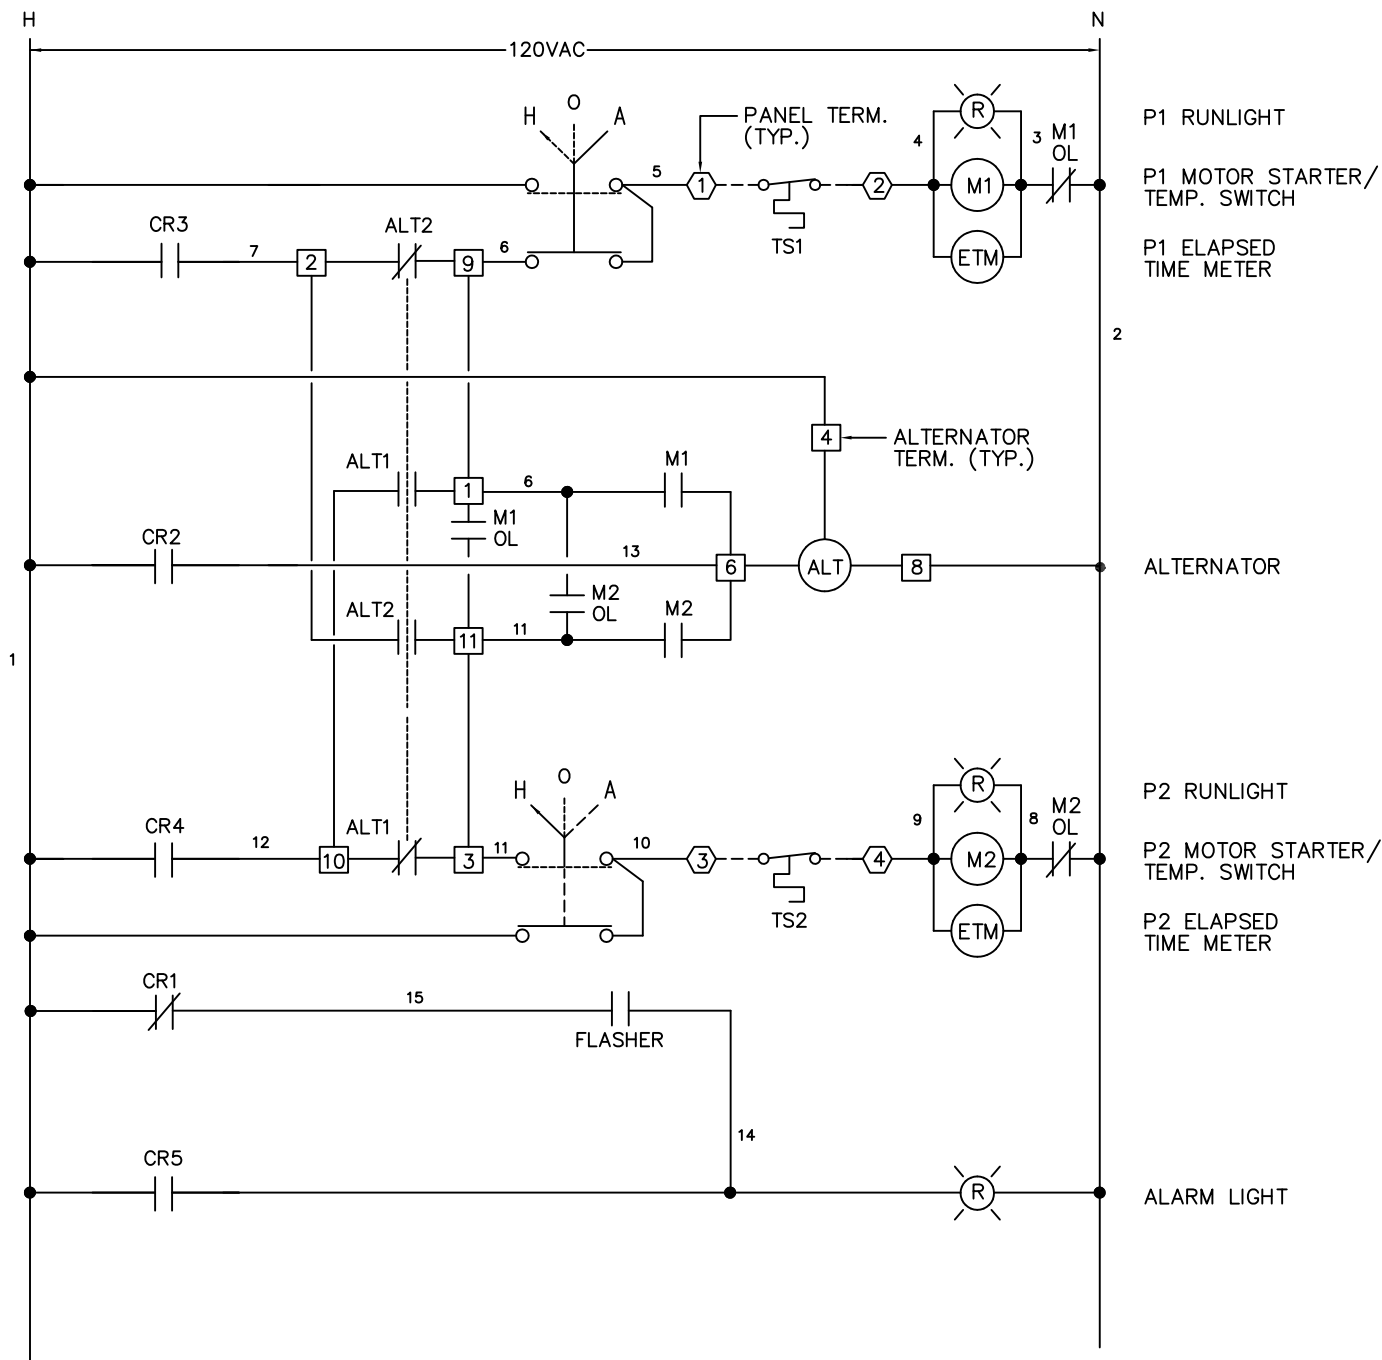 H
N
120VAC
O
H
A
PANEL TERM.
(TYP.)
R
4
3
M1
OL
P1 RUNLIGHT
5
1
2
M1
P1 MOTOR STARTER/
TEMP. SWITCH
TS1
CR3
7
2
ALT2
9
6
ETM
P1 ELAPSED
TIME METER
2
4
ALTERNATOR
TERM. (TYP.)
ALT1
1
6
M1
M1
OL
CR2
13
6
ALT
8
ALTERNATOR
M2
OL
ALT2
11
11
M2
1
O
H
A
R
9
8
M2
OL
P2 RUNLIGHT
CR4
12
10
ALT1
3
11
10
3
4
M2
P2 MOTOR STARTER/
TEMP. SWITCH
TS2
ETM
P2 ELAPSED
TIME METER
CR1
15
FLASHER
14
CR5
R
ALARM LIGHT